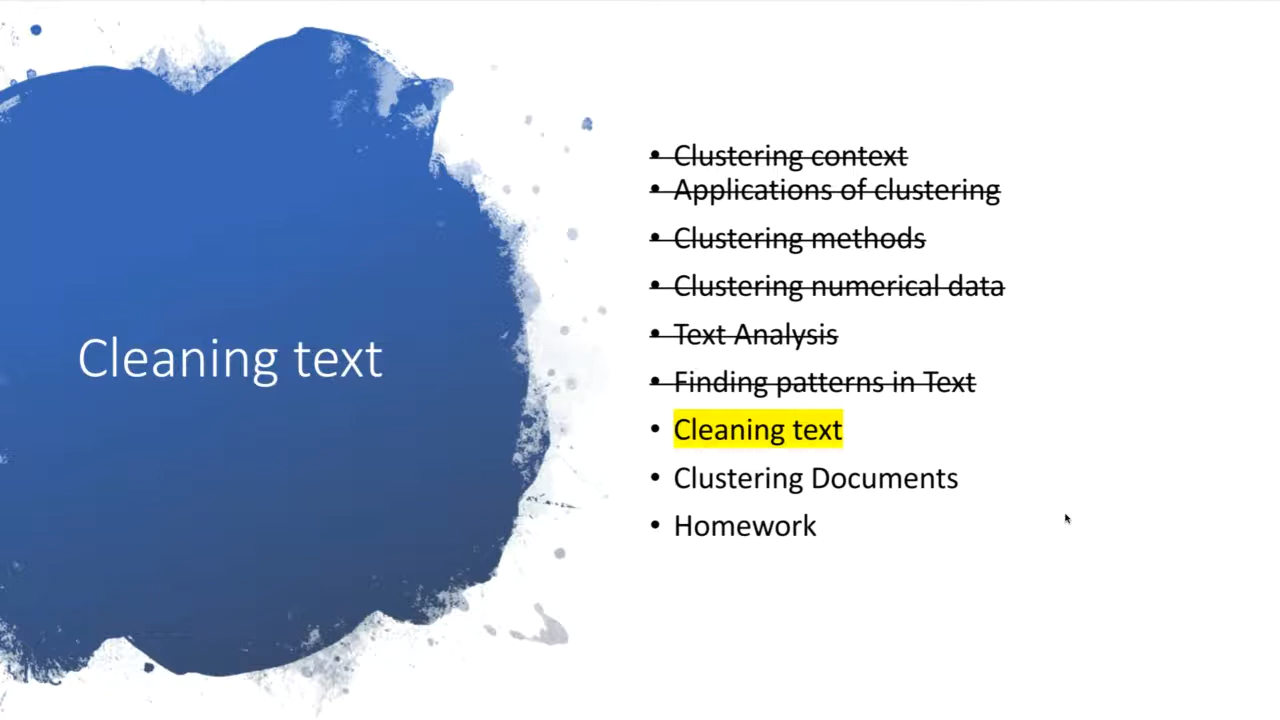 Cleaning text
• Clustering context
• Applications of clustering
• Clustering methods
• Clustering numerical data
• Text Analysis
• Finding patterns in Text
• Cleaning text
• Clustering Documents
• Homework